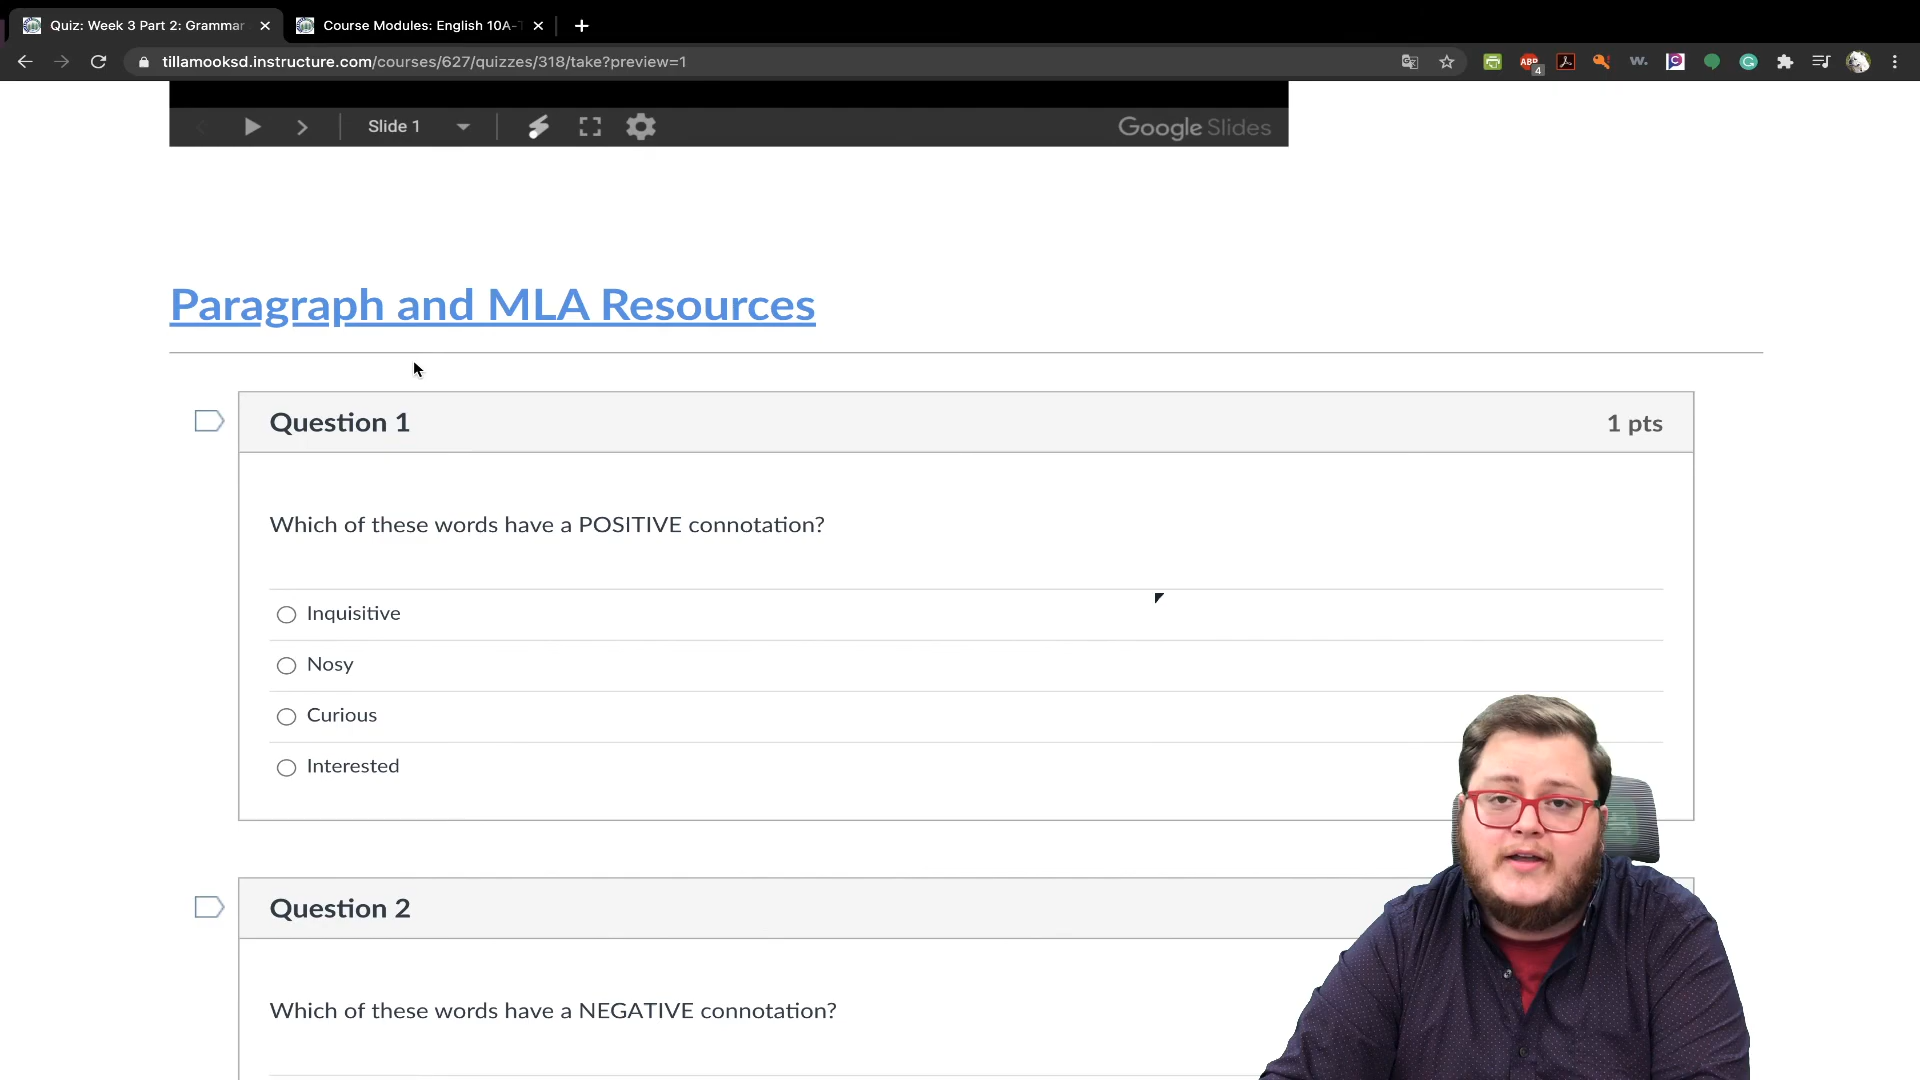 Quiz: Week 3 Part 2: Grammar
Course Modules: English 10A-
tillamooksd.instructure.com/courses/627/quizzes/318/take?preview=1
ABP
4
w.
Slide 1
Google Slides
Paragraph and MLA Resources
Question 1
1 pts
Which of these words have a POSITIVE connotation?
Inquisitive
Nosy
Curious
Interested
Question 2
Which of these words have a NEGATIVE connotation?